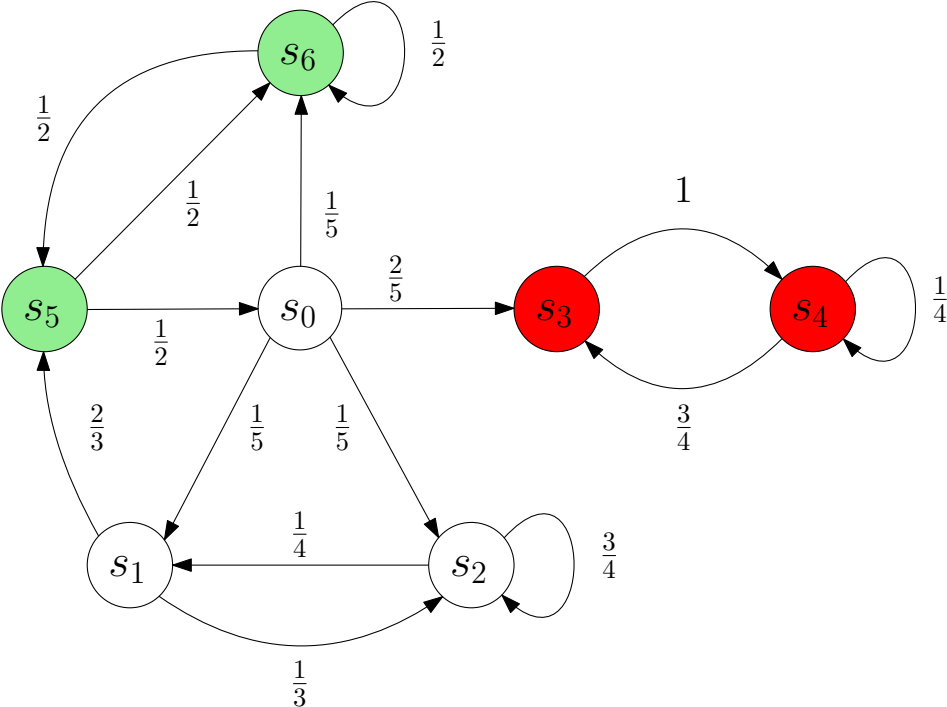 s₆
1/2
1/2
1
1/2
1/5
2/5
1/4
s₅
s₀
s₃
s₄
1/2
2/3
1/5
1/5
3/4
1/4
3/4
s₁
s₂
1/3